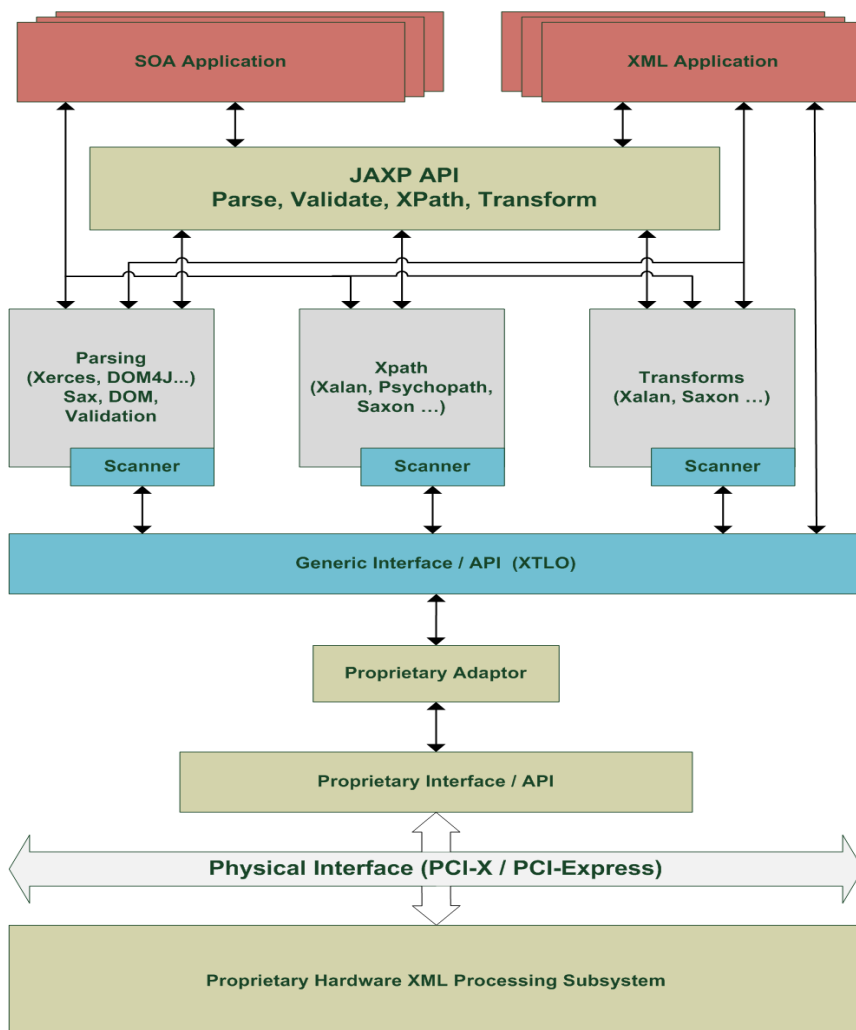 SOA Application
XML Application
JAXP API
Parse, Validate, XPath, Transform
Parsing
(Xerces, DOM4J...)
Sax, DOM,
Validation
Scanner
Xpath
(Xalan, Psychopath,
Saxon ...)
Scanner
Transforms
(Xalan, Saxon ...)
Scanner
Generic Interface / API (XTLO)
Proprietary Adaptor
Proprietary Interface / API
Physical Interface (PCI-X / PCI-Express)
Proprietary Hardware XML Processing Subsystem